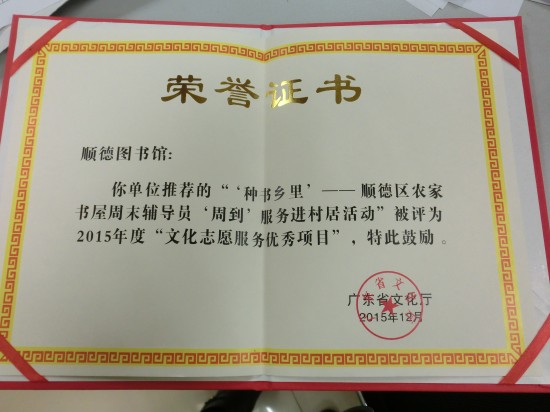 荣誉证书
顺德图书馆：
你单位推荐的“‘种书乡里’——顺德区农家
书屋周末辅导员‘周到’服务进村居活动”被评为
2015年度“文化志愿服务优秀项目”，特此鼓励。
广东省文化厅
2015年12月